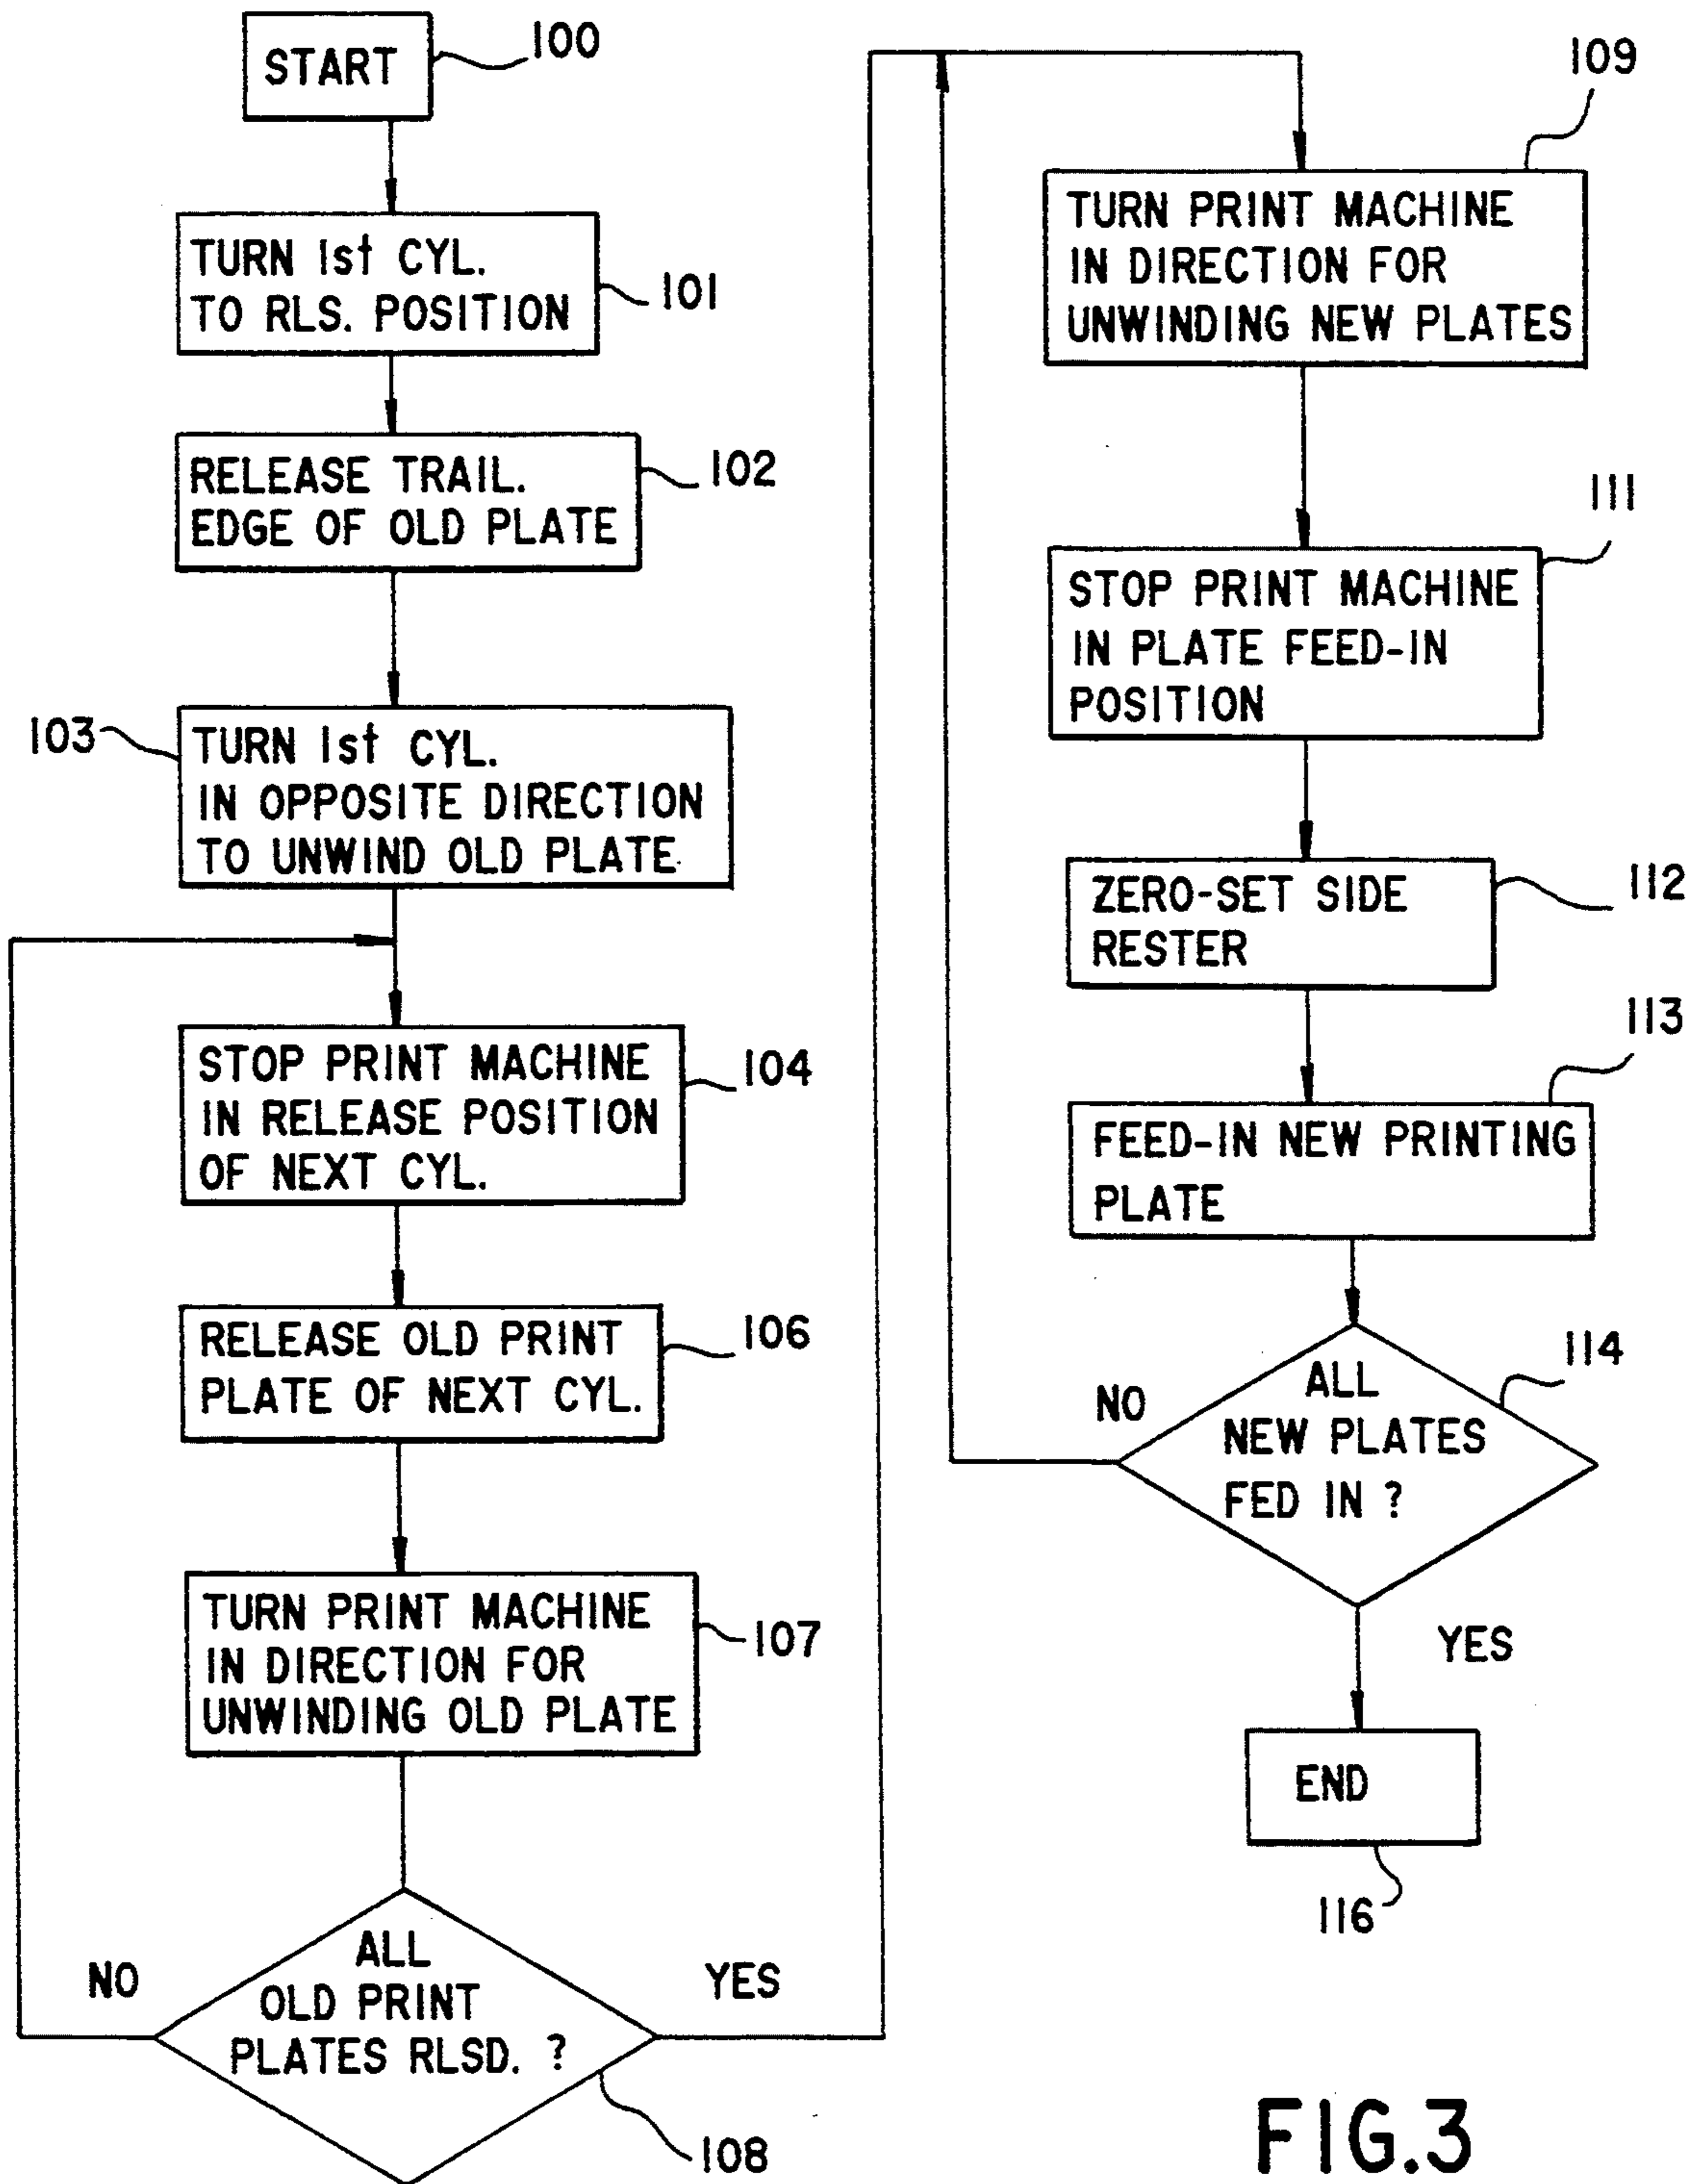 START
100
TURN 1st CYL.
TO RLS. POSITION
101
RELEASE TRAIL.
EDGE OF OLD PLATE
102
103
TURN 1st CYL.
IN OPPOSITE DIRECTION
TO UNWIND OLD PLATE
STOP PRINT MACHINE
IN RELEASE POSITION
OF NEXT CYL.
104
RELEASE OLD PRINT
PLATE OF NEXT CYL.
106
TURN PRINT MACHINE
IN DIRECTION FOR
UNWINDING OLD PLATE
107
ALL
OLD PRINT
PLATES RLSD. ?
NO
YES
108
109
TURN PRINT MACHINE
IN DIRECTION FOR
UNWINDING NEW PLATES
111
STOP PRINT MACHINE
IN PLATE FEED-IN
POSITION
ZERO-SET SIDE
RESTER
112
113
FEED-IN NEW PRINTING
PLATE
114
ALL
NEW PLATES
FED IN ?
NO
YES
END
116
FIG.3